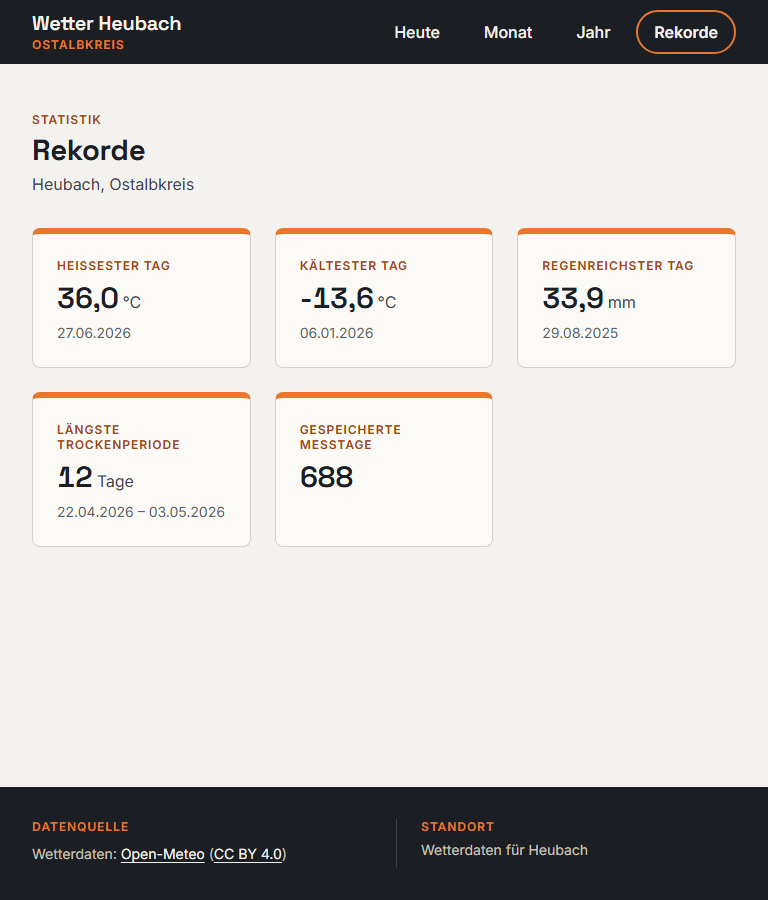 Wetter Heubach
OSTALBKREIS
Heute Monat Jahr Rekorde
STATISTIK
Rekorde
Heubach, Ostalbkreis
HEISSESTER TAG
36,0 °C
27.06.2026
KÄLTESTER TAG
-13,6 °C
06.01.2026
REGENREICHSTER TAG
33,9 mm
29.08.2025
LÄNGSTE
TROCKENPERIODE
12 Tage
22.04.2026 – 03.05.2026
GESPEICHERTE
MESSTAGE
688
DATENQUELLE
Wetterdaten: Open-Meteo (CC BY 4.0)
STANDORT
Wetterdaten für Heubach